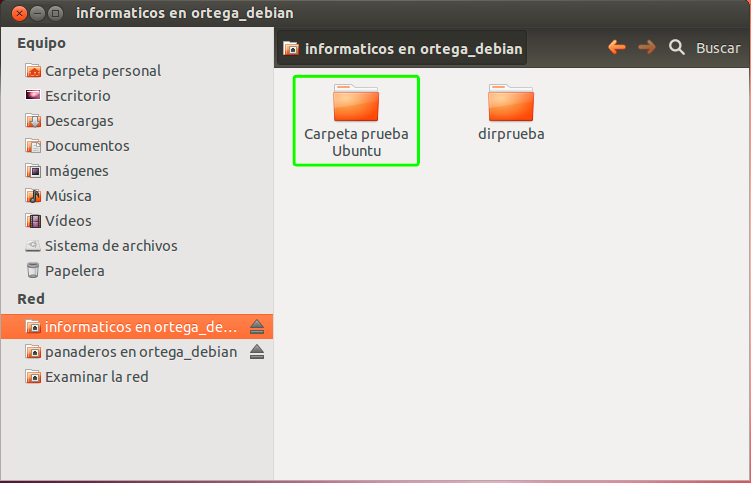 informaticos en ortega_debian
Equipo
Carpeta personal
Escritorio
Descargas
Documentos
Imágenes
Música
Vídeos
Sistema de archivos
Papelera
Red
informaticos en ortega_de...
panaderos en ortega_debian
Examinar la red
informaticos en ortega_debian
Buscar
Carpeta prueba
Ubuntu
dirprueba